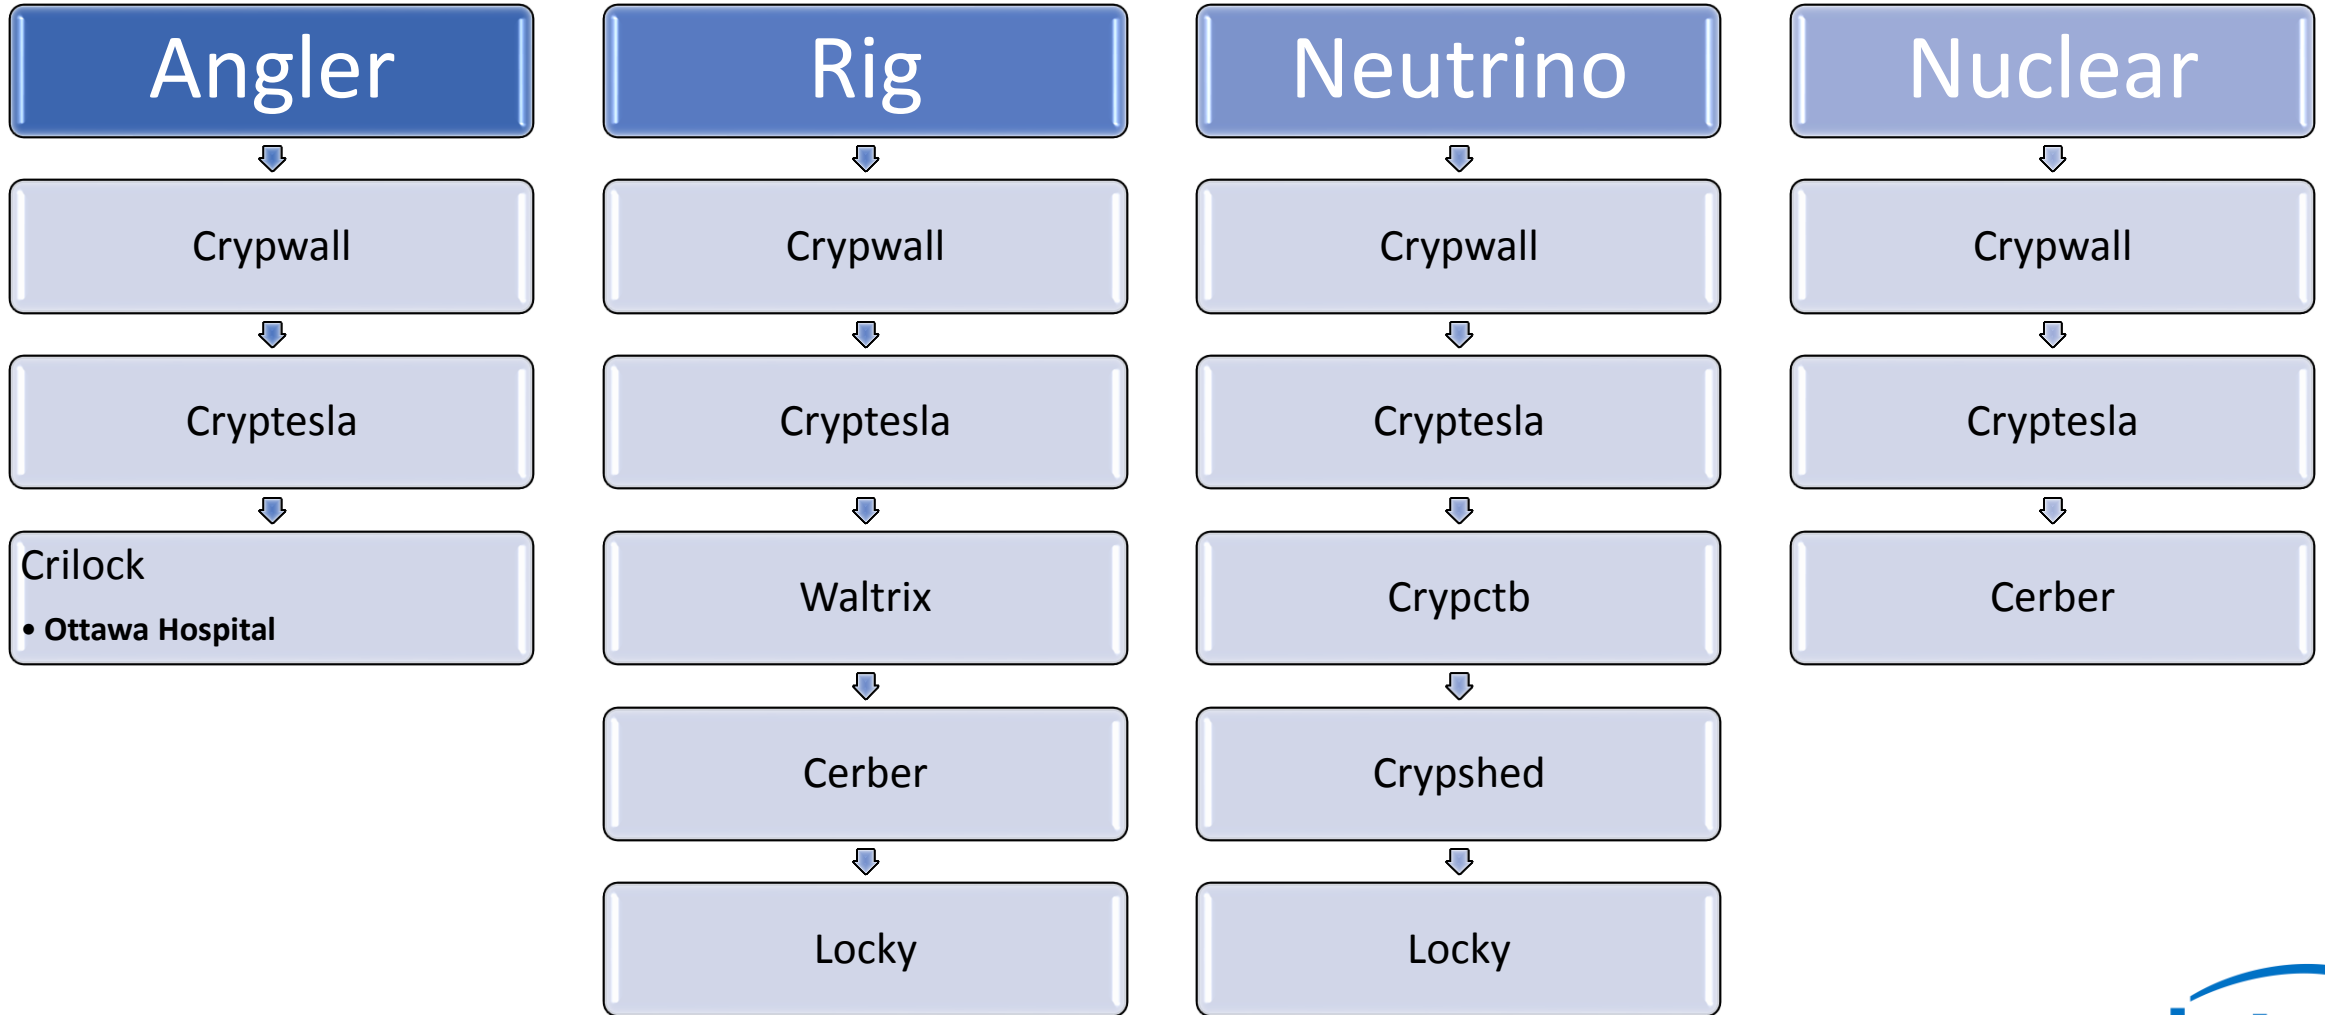 Angler
Crypwall
Cryptesla
Crilock
• Ottawa Hospital
Rig
Crypwall
Cryptesla
Waltrix
Cerber
Locky
Neutrino
Crypwall
Cryptesla
Crypctb
Crypshed
Locky
Nuclear
Crypwall
Cryptesla
Cerber